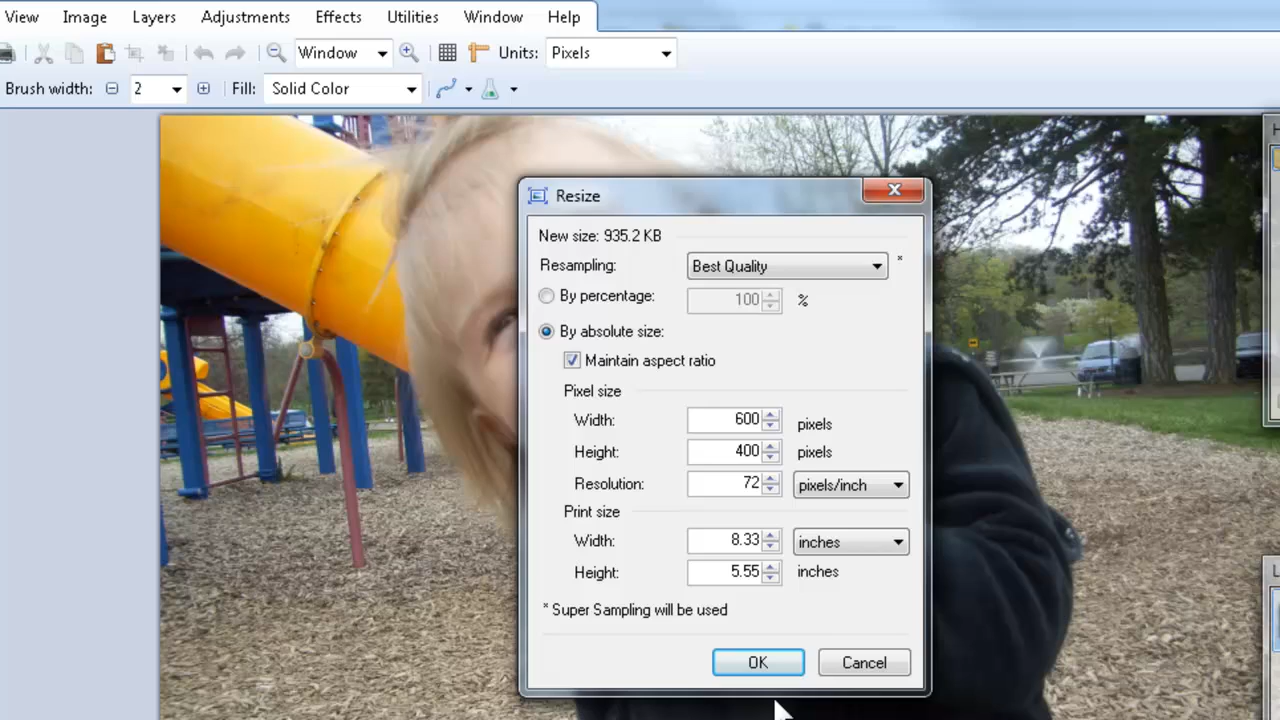 View Image Layers Adjustments Effects Utilities Window Help
Window Units: Pixels
Brush width: 2 Fill: Solid Color
Resize
New size: 935.2 KB
Resampling: Best Quality *
By percentage: 100 %
By absolute size:
Maintain aspect ratio
Pixel size
Width: 600 pixels
Height: 400 pixels
Resolution: 72 pixels/inch
Print size
Width: 8.33 inches
Height: 5.55 inches
* Super Sampling will be used
OK Cancel